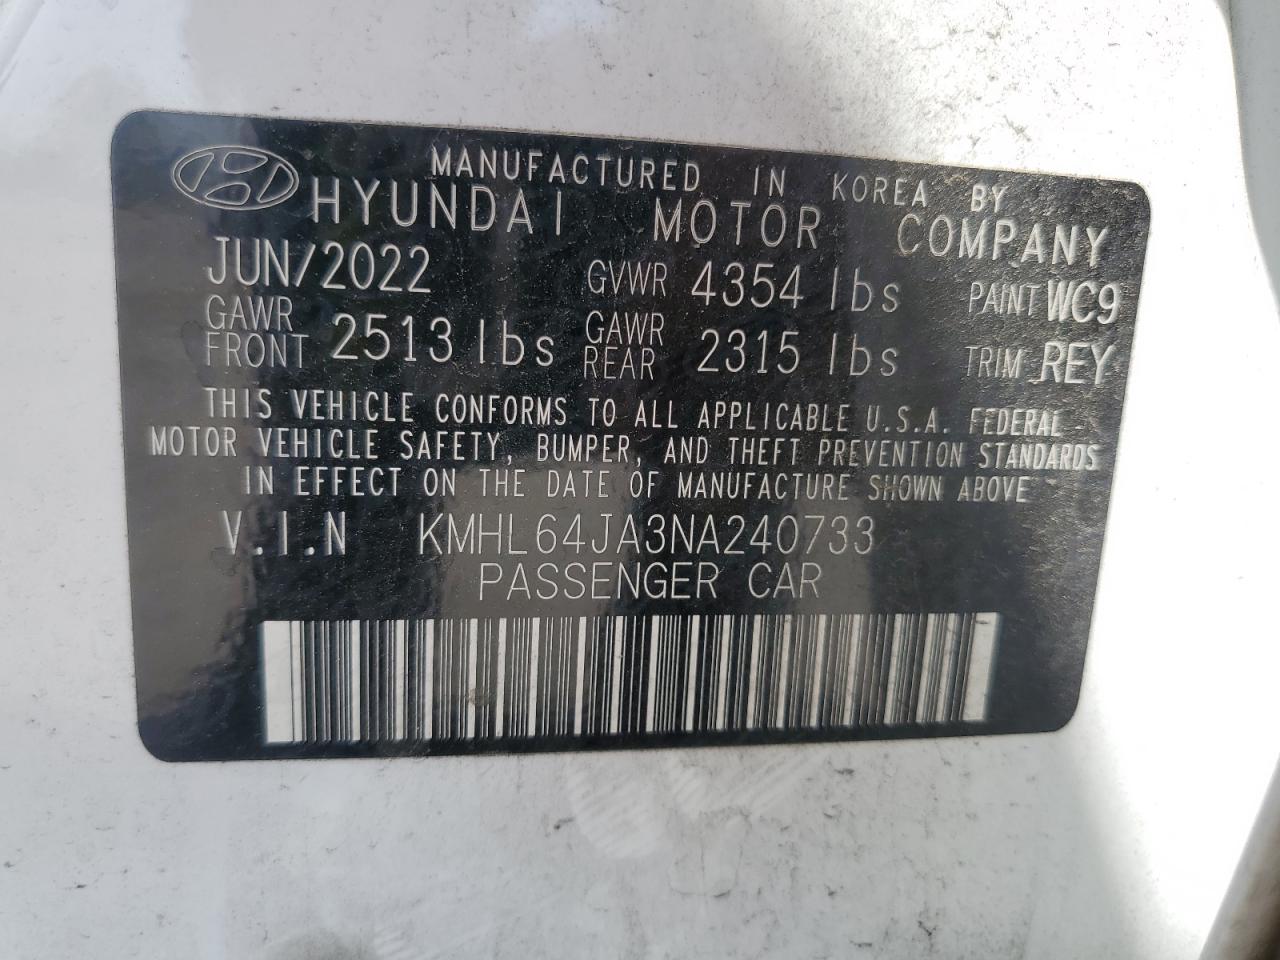 MANUFACTURED IN KOREA BY
HYUNDAI MOTOR COMPANY
JUN/2022 GVWR 4354 lbs PAINT WC9
GAWR FRONT 2513 lbs GAWR REAR 2315 lbs TRIM REY
THIS VEHICLE CONFORMS TO ALL APPLICABLE U.S.A. FEDERAL
MOTOR VEHICLE SAFETY, BUMPER, AND THEFT PREVENTION STANDARDS
IN EFFECT ON THE DATE OF MANUFACTURE SHOWN ABOVE
V.I.N KMHL64JA3NA240733
PASSENGER CAR